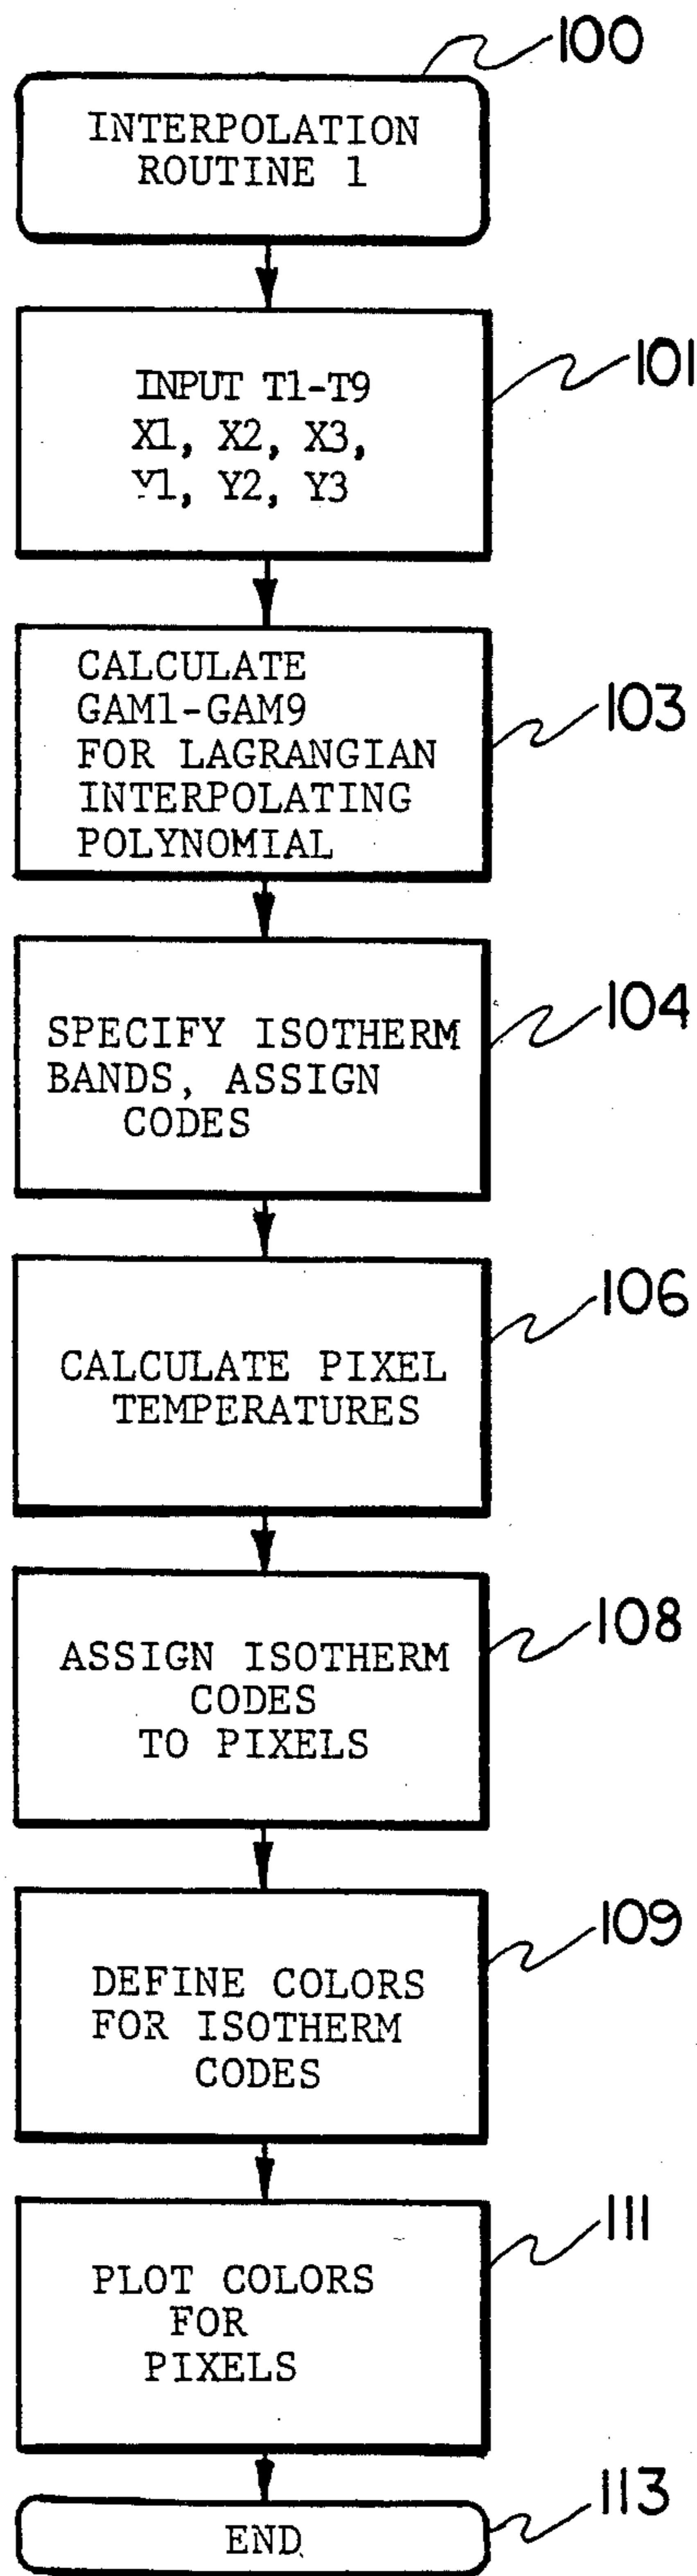 100
INTERPOLATION
ROUTINE 1
101
INPUT T1-T9
X1, X2, X3,
Y1, Y2, Y3
103
CALCULATE
GAM1-GAM9
FOR LAGRANGIAN
INTERPOLATING
POLYNOMIAL
104
SPECIFY ISOTHERM
BANDS, ASSIGN
CODES
106
CALCULATE PIXEL
TEMPERATURES
108
ASSIGN ISOTHERM
CODES
TO PIXELS
109
DEFINE COLORS
FOR ISOTHERM
CODES
111
PLOT COLORS
FOR
PIXELS
113
END